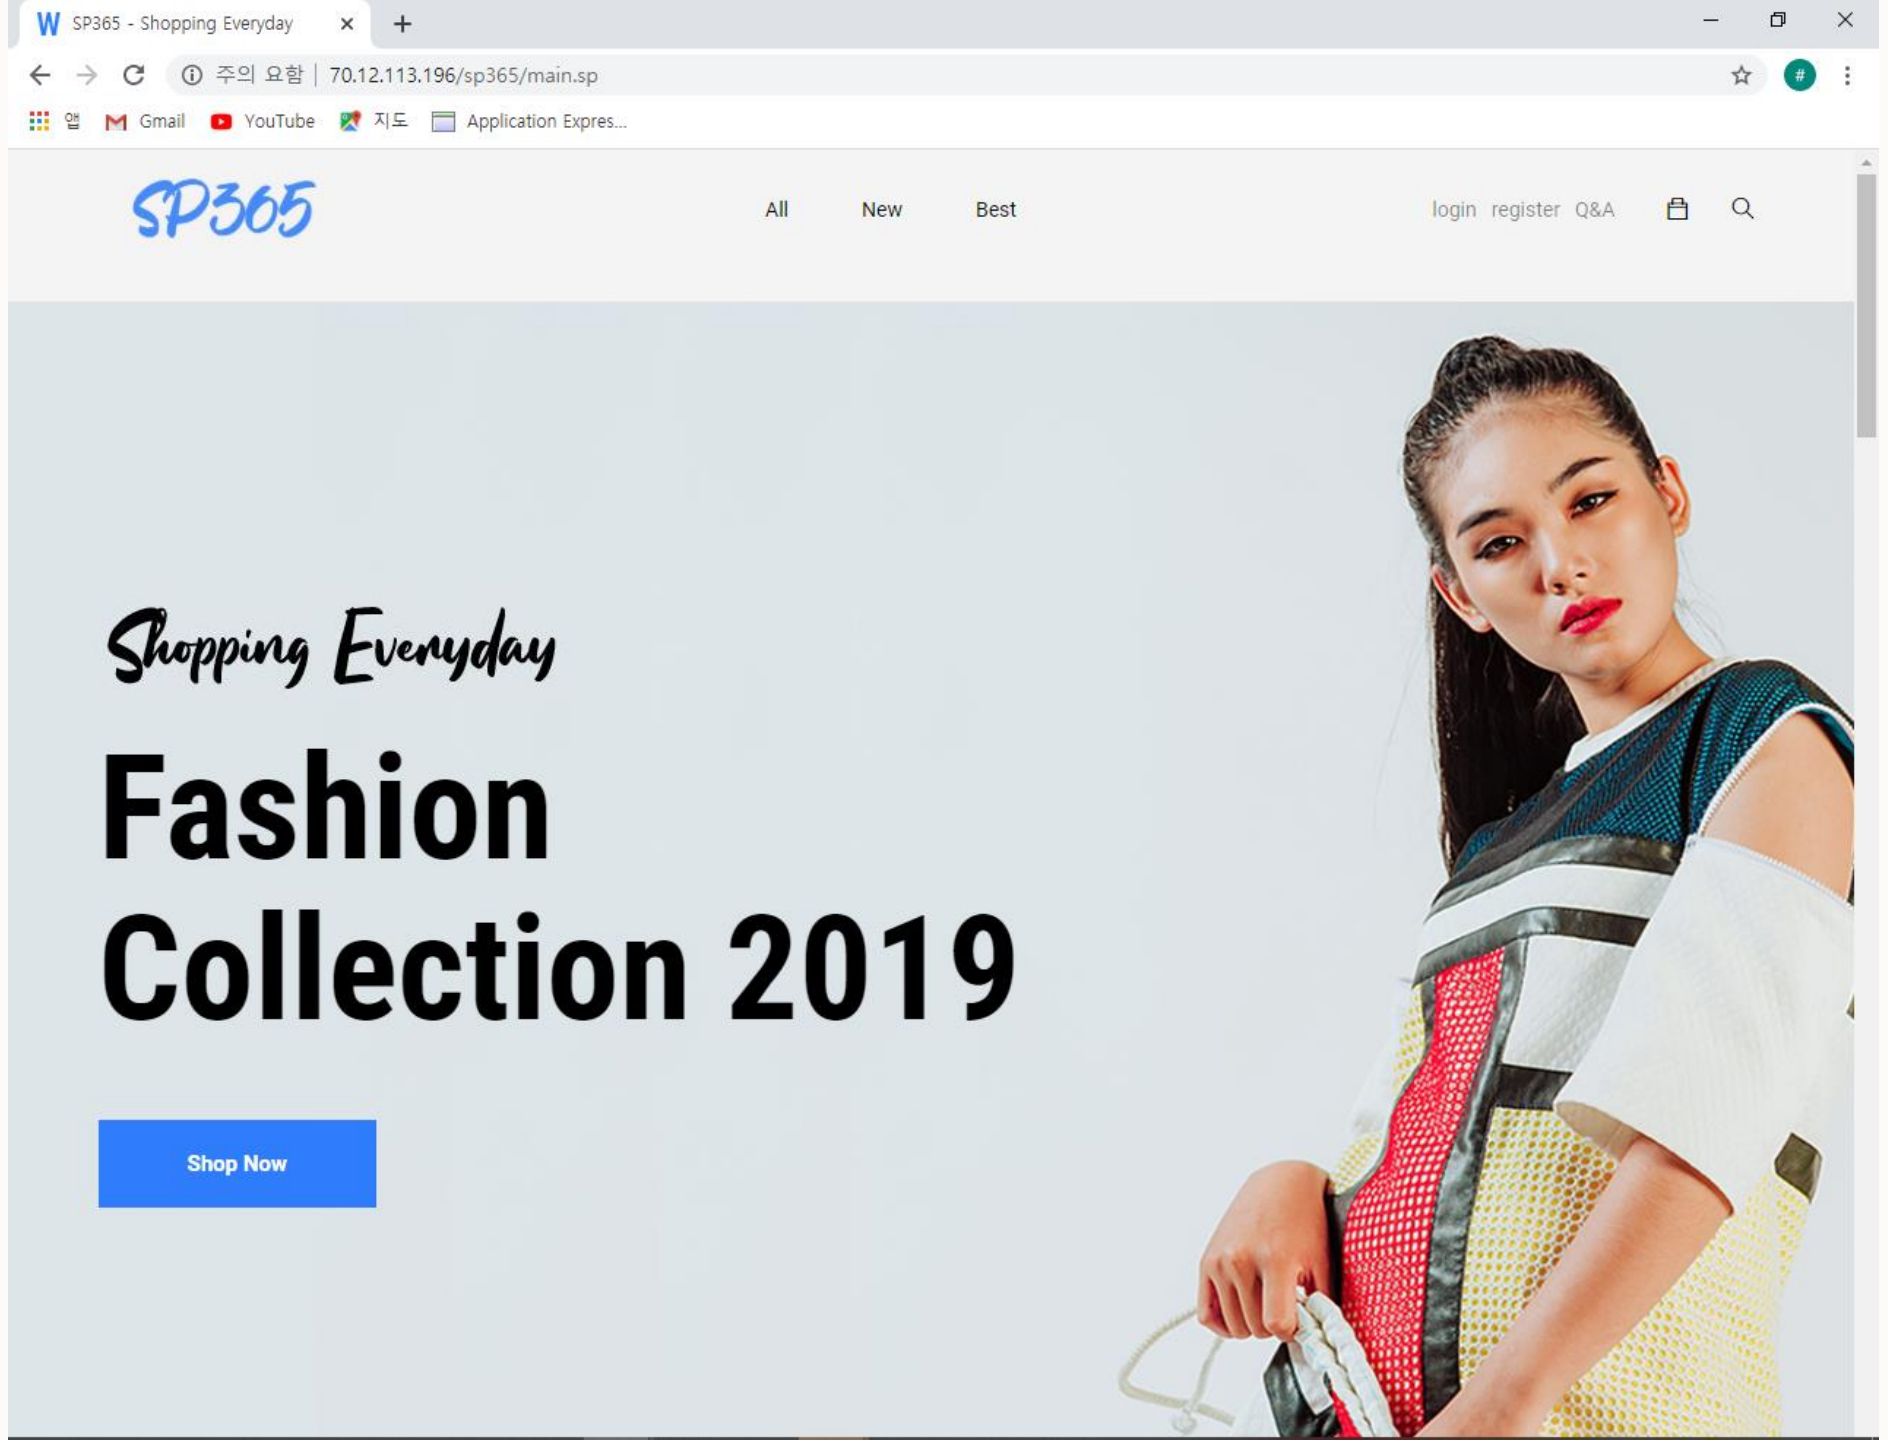 W SP365 - Shopping Everyday
주의 요함 | 70.12.113.196/sp365/main.sp
#
앱 Gmail YouTube 지도 Application Expres...
SP365 All New Best login register Q&A
Shopping Everyday
Fashion
Collection 2019
Shop Now